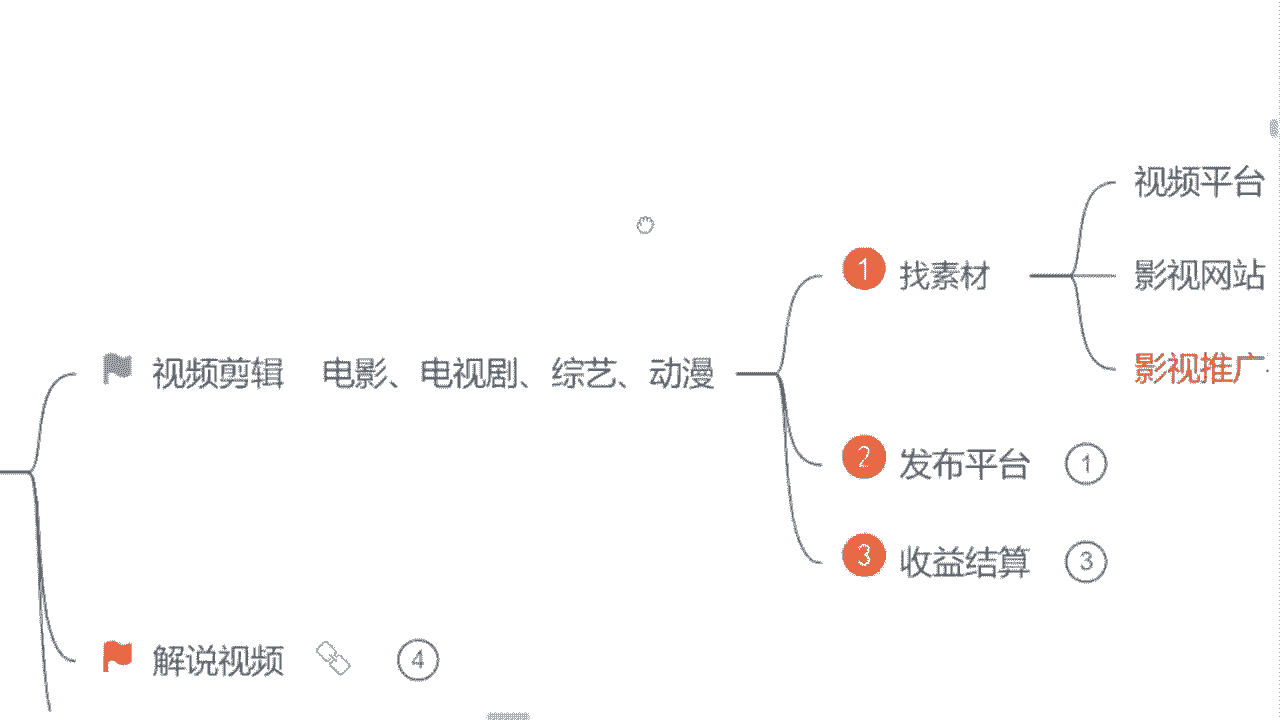 视频平台
影视网站
影视推广
1 找素材
视频剪辑 电影、电视剧、综艺、动漫
2 发布平台 1
3 收益结算 3
解说视频 4